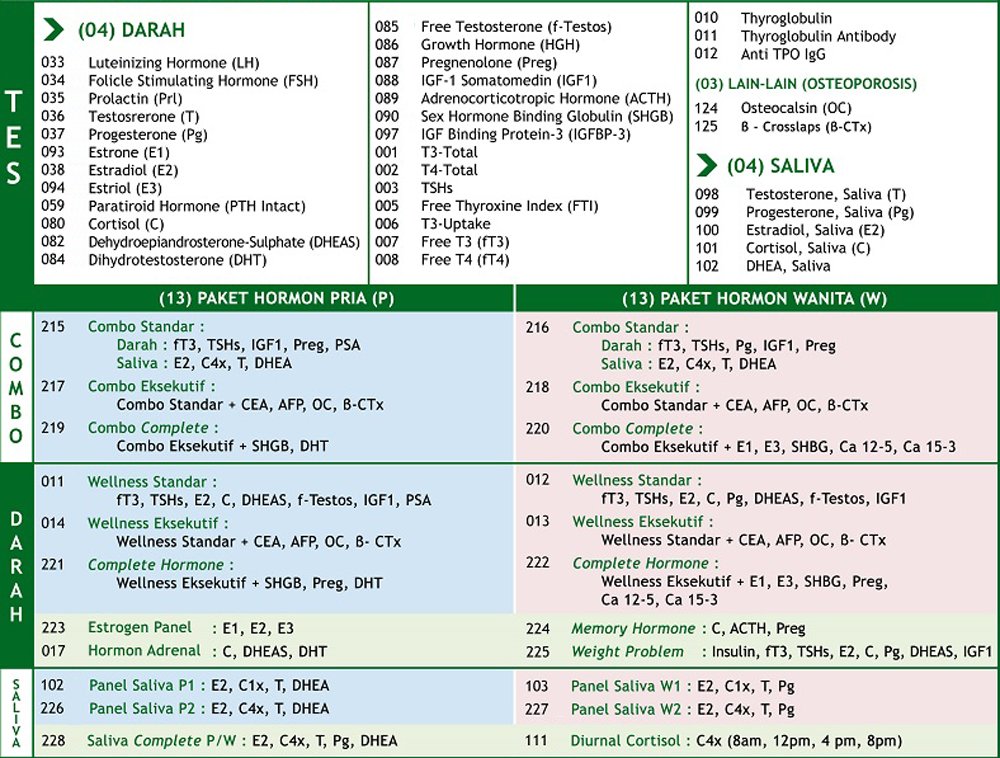 TES
(04) DARAH
033 Luteinizing Hormone (LH)
034 Folicle Stimulating Hormone (FSH)
035 Prolactin (Prl)
036 Testosrerone (T)
037 Progesterone (Pg)
093 Estrone (E1)
038 Estradiol (E2)
094 Estriol (E3)
059 Paratiroid Hormone (PTH Intact)
080 Cortisol (C)
082 Dehydroepiandrosterone-Sulphate (DHEAS)
084 Dihydrotestosterone (DHT)
085 Free Testosterone (f-Testos)
086 Growth Hormone (HGH)
087 Pregnenolone (Preg)
088 IGF-1 Somatomedin (IGF1)
089 Adrenocorticotropic Hormone (ACTH)
090 Sex Hormone Binding Globulin (SHGB)
097 IGF Binding Protein-3 (IGFBP-3)
001 T3-Total
002 T4-Total
003 TSHs
005 Free Thyroxine Index (FTI)
006 T3-Uptake
007 Free T3 (fT3)
008 Free T4 (fT4)
010 Thyroglobulin
011 Thyroglobulin Antibody
012 Anti TPO IgG
(03) LAIN-LAIN (OSTEOPOROSIS)
124 Osteocalsin (OC)
125 ß - Crosslaps (ß-CTx)
(04) SALIVA
098 Testosterone, Saliva (T)
099 Progesterone, Saliva (Pg)
100 Estradiol, Saliva (E2)
101 Cortisol, Saliva (C)
102 DHEA, Saliva
(13) PAKET HORMON PRIA (P)
(13) PAKET HORMON WANITA (W)
COMBO
215 Combo Standar :
Darah : fT3, TSHs, IGF1, Preg, PSA
Saliva : E2, C4x, T, DHEA
217 Combo Eksekutif :
Combo Standar + CEA, AFP, OC, ß-CTx
219 Combo Complete :
Combo Eksekutif + SHGB, DHT
216 Combo Standar :
Darah : fT3, TSHs, Pg, IGF1, Preg
Saliva : E2, C4x, T, DHEA
218 Combo Eksekutif :
Combo Standar + CEA, AFP, OC, ß-CTx
220 Combo Complete :
Combo Eksekutif + E1, E3, SHBG, Ca 12-5, Ca 15-3
DARAH
011 Wellness Standar :
fT3, TSHs, E2, C, DHEAS, f-Testos, IGF1, PSA
014 Wellness Eksekutif :
Wellness Standar + CEA, AFP, OC, ß- CTx
221 Complete Hormone :
Wellness Eksekutif + SHGB, Preg, DHT
012 Wellness Standar :
fT3, TSHs, E2, C, Pg, DHEAS, f-Testos, IGF1
013 Wellness Eksekutif :
Wellness Standar + CEA, AFP, OC, ß- CTx
222 Complete Hormone :
Wellness Eksekutif + E1, E3, SHBG, Preg,
Ca 12-5, Ca 15-3
223 Estrogen Panel : E1, E2, E3
017 Hormon Adrenal : C, DHEAS, DHT
224 Memory Hormone : C, ACTH, Preg
225 Weight Problem : Insulin, fT3, TSHs, E2, C, Pg, DHEAS, IGF1
SALIVA
102 Panel Saliva P1 : E2, C1x, T, DHEA
226 Panel Saliva P2 : E2, C4x, T, DHEA
103 Panel Saliva W1 : E2, C1x, T, Pg
227 Panel Saliva W2 : E2, C4x, T, Pg
228 Saliva Complete P/W : E2, C4x, T, Pg, DHEA
111 Diurnal Cortisol : C4x (8am, 12pm, 4 pm, 8pm)